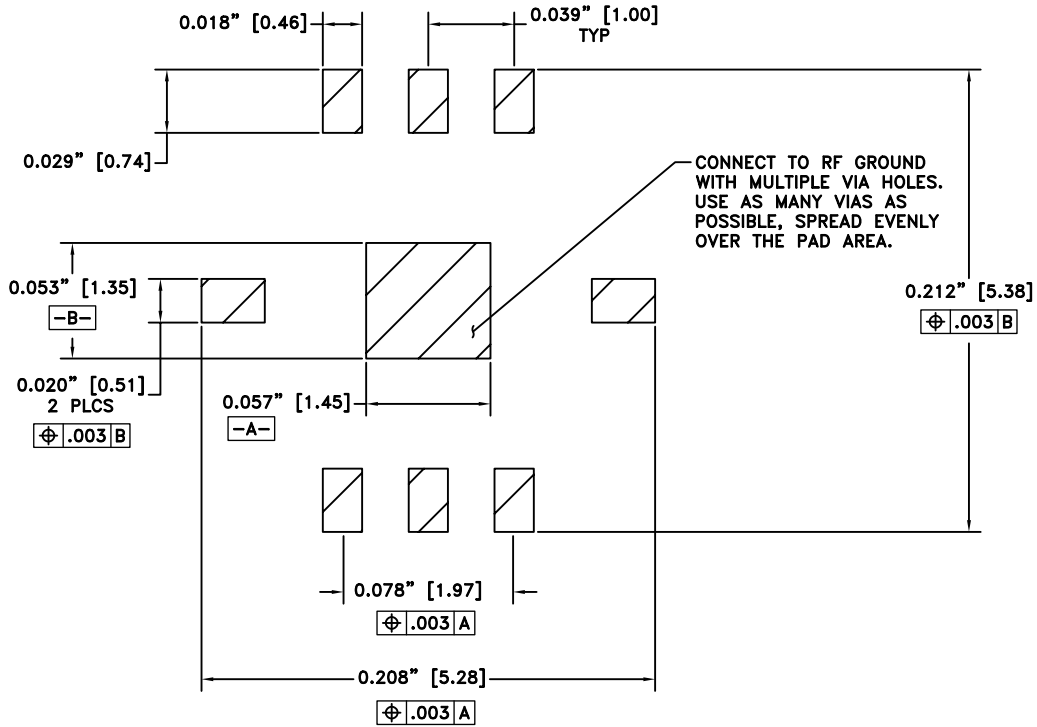 0.018” [0.46]
0.039” [1.00]
TYP
0.029” [0.74]
CONNECT TO RF GROUND
WITH MULTIPLE VIA HOLES.
USE AS MANY VIAS AS
POSSIBLE, SPREAD EVENLY
OVER THE PAD AREA.
0.053” [1.35]
-B-
0.212” [5.38]
⌖ .003 B
0.020” [0.51]
2 PLCS
⌖ .003 B
0.057” [1.45]
-A-
0.078” [1.97]
⌖ .003 A
0.208” [5.28]
⌖ .003 A